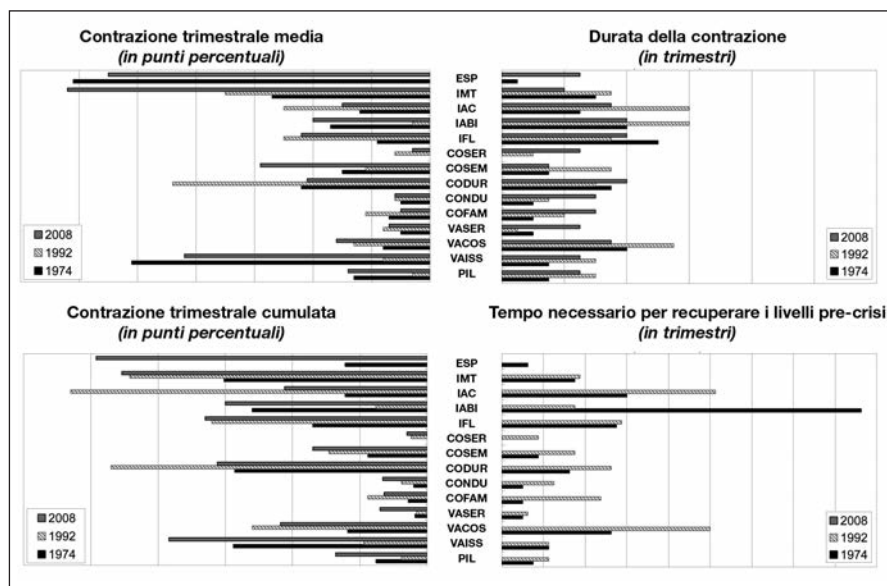 Contrazione trimestrale media
(in punti percentuali)
Durata della contrazione
(in trimestri)
ESP
IMT
IAC
IABI
IFL
COSER
COSEM
CODUR
CONDU
COFAM
VASER
VACOS
VAISS
PIL
2008
1992
1974
2008
1992
1974
Contrazione trimestrale cumulata
(in punti percentuali)
Tempo necessario per recuperare i livelli pre-crisi
(in trimestri)
ESP
IMT
IAC
IABI
IFL
COSER
COSEM
CODUR
CONDU
COFAM
VASER
VACOS
VAISS
PIL
2008
1992
1974
2008
1992
1974